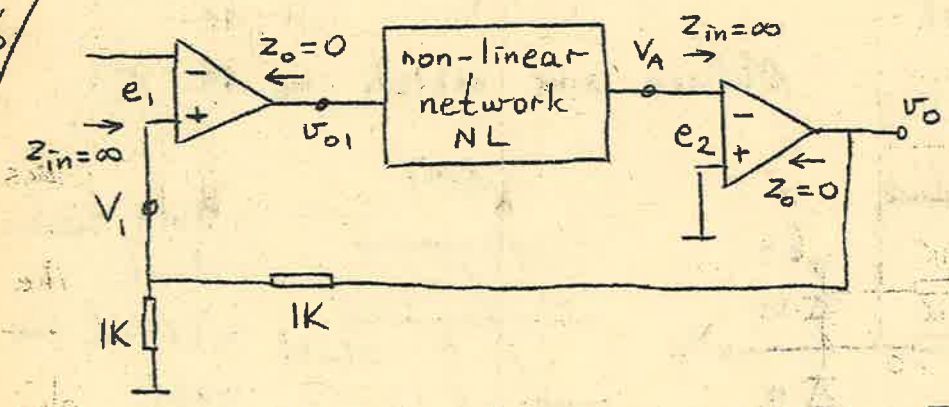 Z₀=0
non-linear
network
NL
V_A
Z_in=∞
−
+
e₁
Z_in=∞
v_o1
−
+
e₂
v_o
Z₀=0
V₁
1K
1K